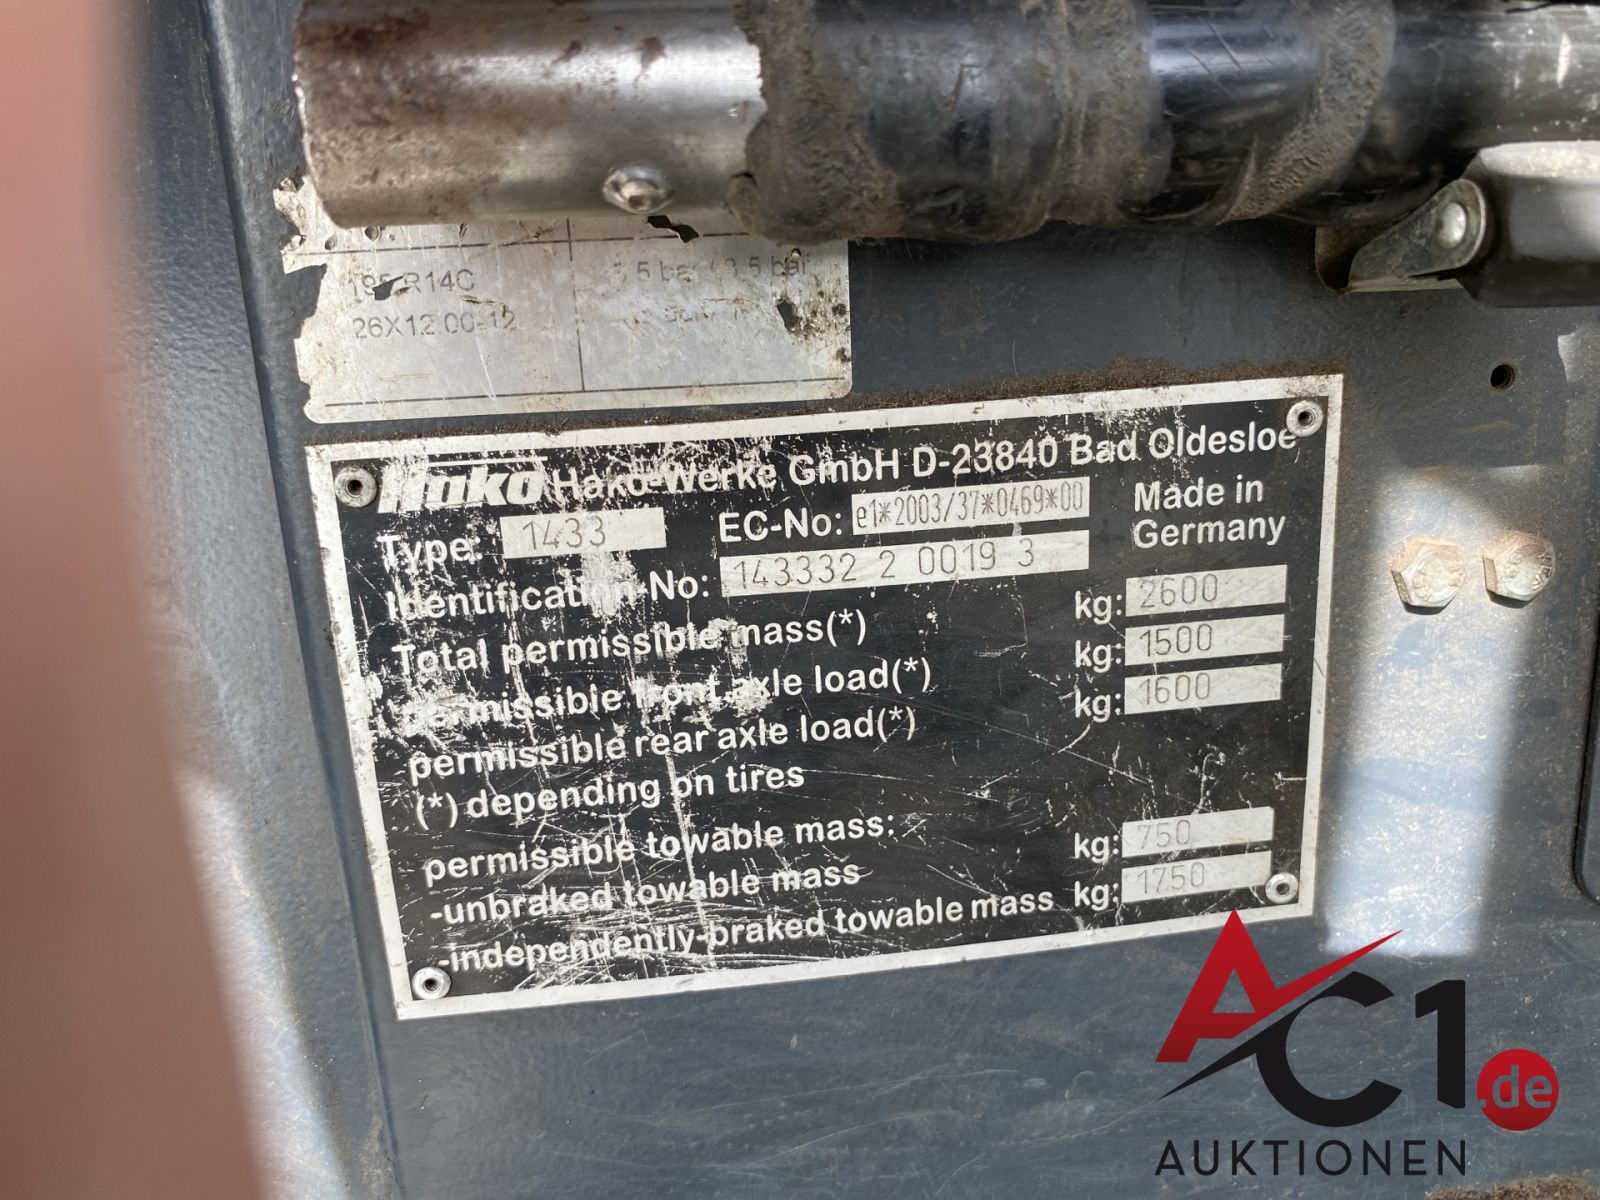 R14C
26X12.00-12
Hako Hako-Werke GmbH D-23840 Bad Oldesloe
Type: 1433 EC-No: e1*2003/37*0469*00 Made in Germany
Identification-No: 143332 2 0019 3
Total permissible mass(*) kg: 2600
permissible front axle load(*) kg: 1500
permissible rear axle load(*) kg: 1600
(*) depending on tires
permissible towable mass:
-unbraked towable mass kg: 750
-independently-braked towable mass kg: 1750
AC1.de
AUKTIONEN